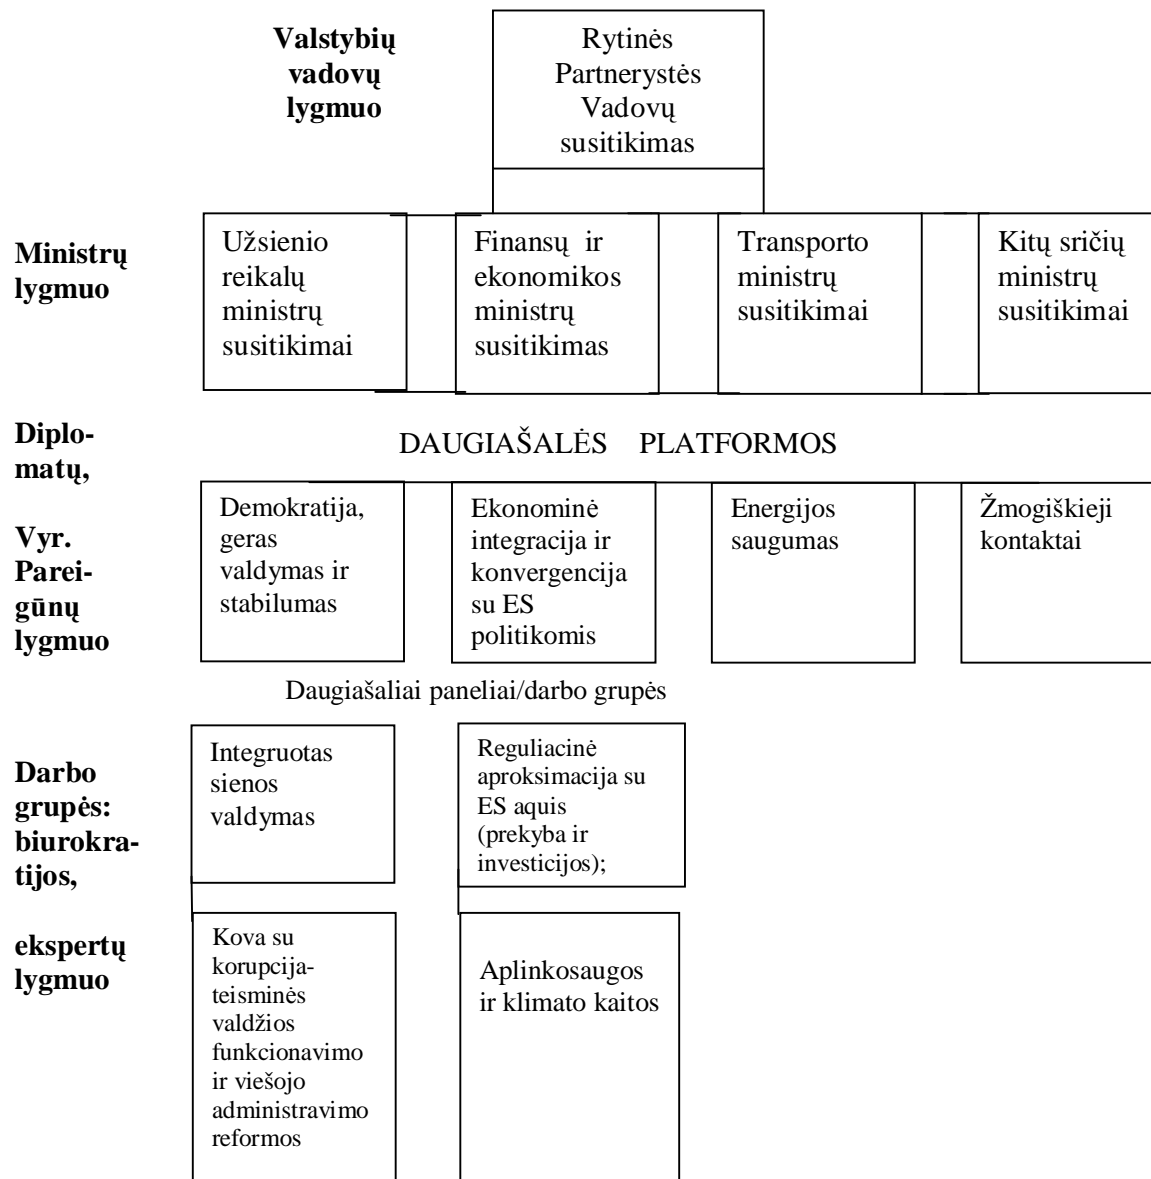 Valstybių
vadovų
lygmuo
Rytinės
Partnerystės
Vadovų
susitikimas
Ministrų
lygmuo
Užsienio
reikalų
ministrų
susitikimai
Finansų ir
ekonomikos
ministrų
susitikimas
Transporto
ministrų
susitikimai
Kitų sričių
ministrų
susitikimai
Diplo-
matų,
Vyr.
Parei-
gūnų
lygmuo
DAUGIAŠALĖS PLATFORMOS
Demokratija,
geras
valdymas ir
stabilumas
Ekonominė
integracija ir
konvergencija
su ES
politikomis
Energijos
saugumas
Žmogiškieji
kontaktai
Daugiašaliai paneliai/darbo grupės
Darbo
grupės:
biurokra-
tijos,
ekspertų
lygmuo
Integruotas
sienos
valdymas
Reguliacinė
aproksimacija su
ES aquis
(prekyba ir
investicijos);
Kova su
korupcija-
teisminės
valdžios
funkcionavimo
ir viešojo
administravimo
reformos
Aplinkosaugos
ir klimato kaitos